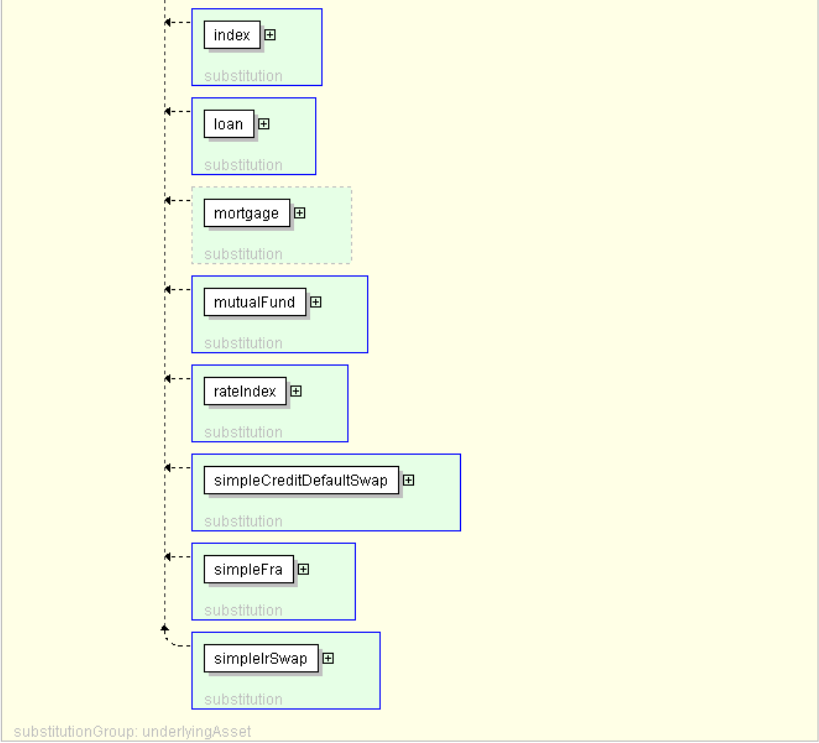 index
substitution
loan
substitution
mortgage
substitution
mutualFund
substitution
rateIndex
substitution
simpleCreditDefaultSwap
substitution
simpleFra
substitution
simpleIrSwap
substitution
substitutionGroup: underlyingAsset